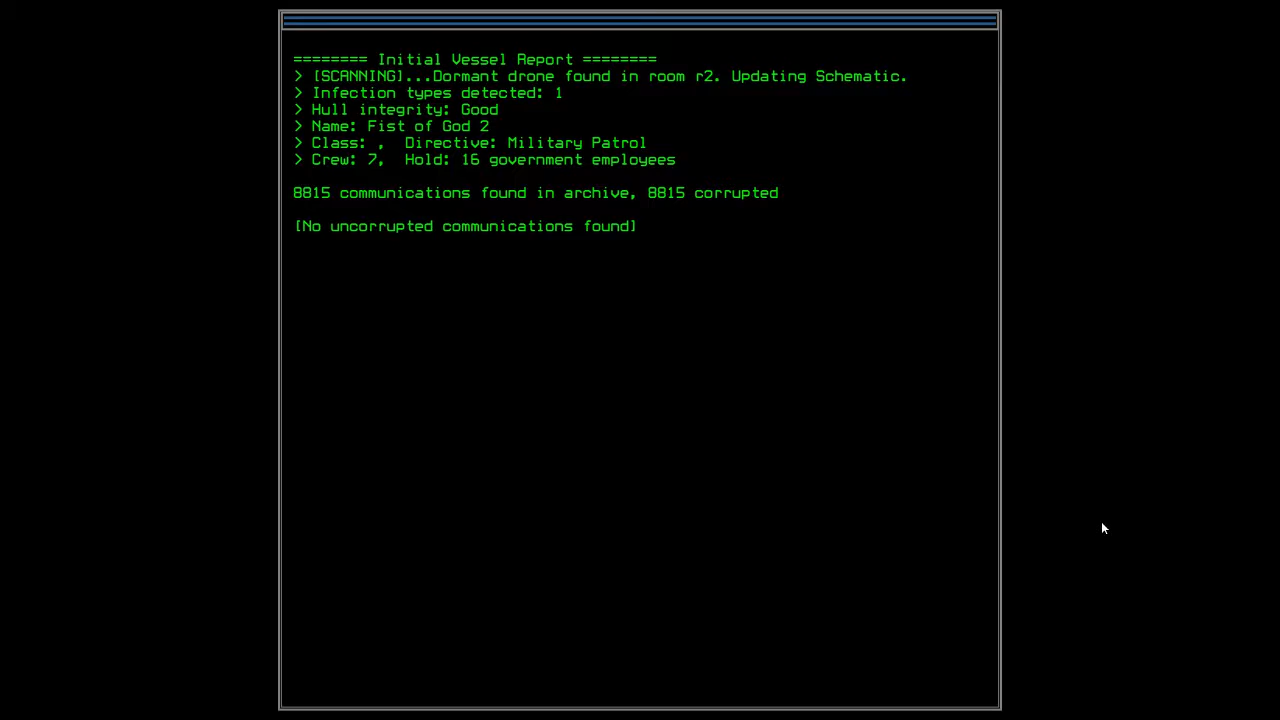 ======== Initial Vessel Report ========
> [SCANNING]...Dormant drone found in room r2. Updating Schematic.
> Infection types detected: 1
> Hull integrity: Good
> Name: Fist of God 2
> Class: ,  Directive: Military Patrol
> Crew: 7,  Hold: 16 government employees
8815 communications found in archive, 8815 corrupted
[No uncorrupted communications found]